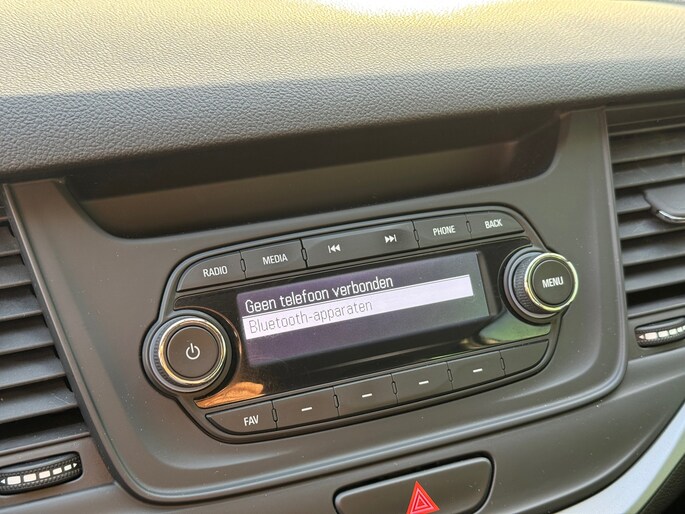 RADIO MEDIA PHONE BACK
Geen telefoon verbonden
Bluetooth-apparaten
MENU
FAV